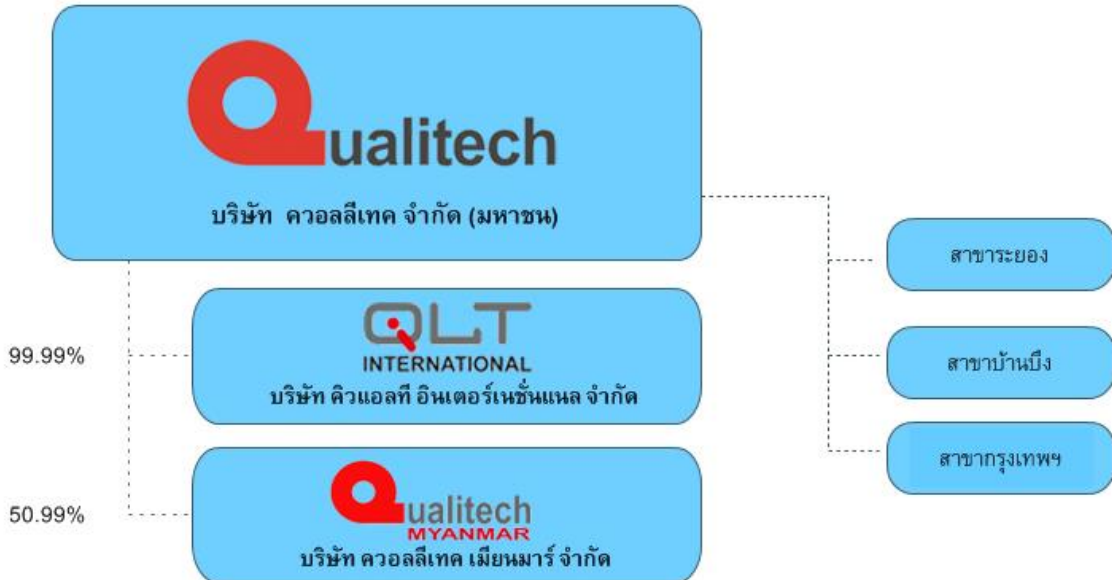 Qualitech
บริษัท ควอลลีเทค จำกัด (มหาชน)
สาขาระยอง
99.99%
QLT
INTERNATIONAL
บริษัท คิวแอลที อินเตอร์เนชั่นแนล จำกัด
สาขาบ้านบึง
สาขากรุงเทพฯ
50.99%
Qualitech
MYANMAR
บริษัท ควอลลีเทค เมียนมาร์ จำกัด